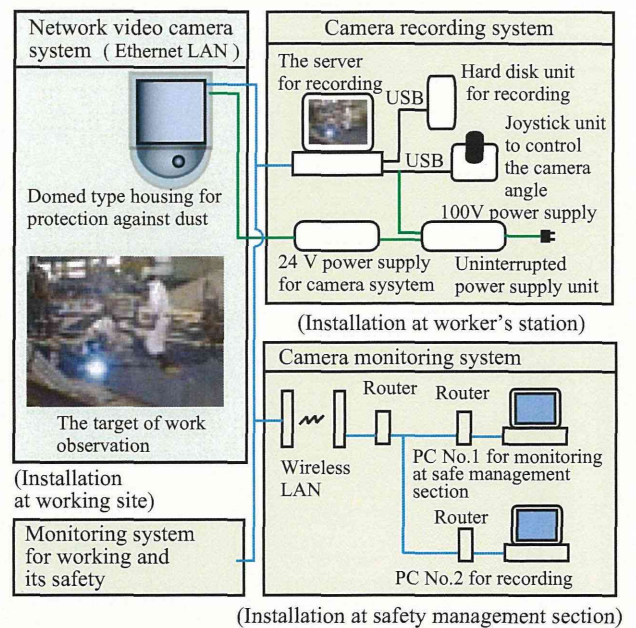 Network video camera
system ( Ethernet LAN )
Domed type housing for
protection against dust
The target of work
observation
(Installation
at working site)
Monitoring system
for working and
its safety
Camera recording system
The server
for recording
USB
Hard disk unit
for recording
USB
Joystick unit
to control
the camera
angle
100V power supply
24 V power supply
for camera sysytem
Uninterrupted
power supply unit
(Installation at worker's station)
Camera monitoring system
Wireless
LAN
Router
Router
PC No.1 for monitoring
at safe management
section
Router
PC No.2 for recording
(Installation at safety management section)